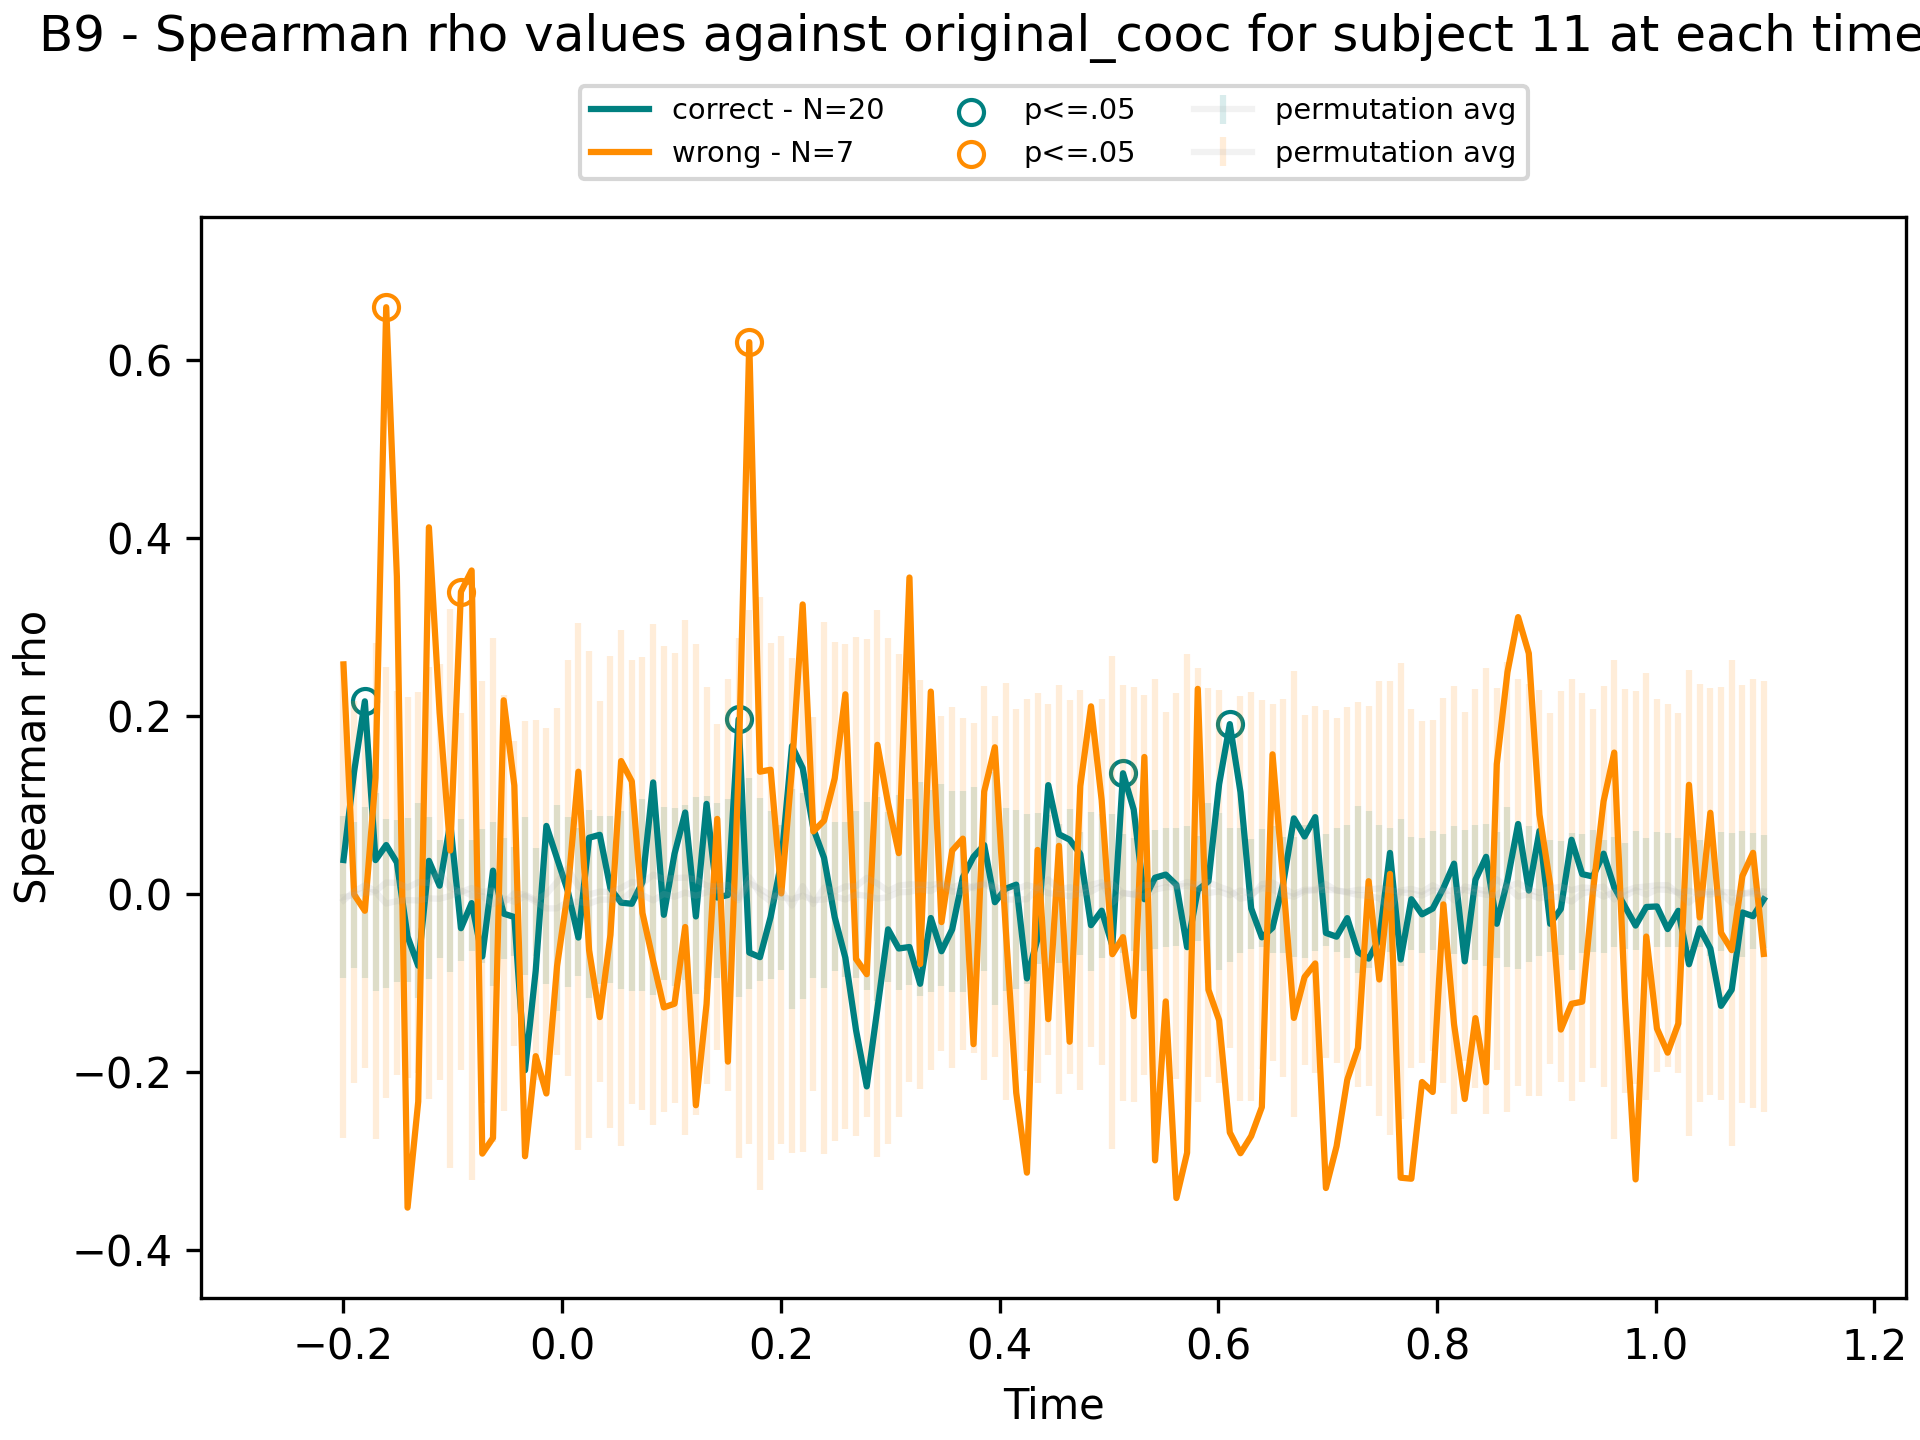 B9 - Spearman rho values against original_cooc for subject 11 at each time
correct - N=20
wrong - N=7
p<=.05
p<=.05
permutation avg
permutation avg
0.6
0.4
0.2
0.0
−0.2
−0.4
Spearman rho
−0.2 0.0 0.2 0.4 0.6 0.8 1.0 1.2
Time